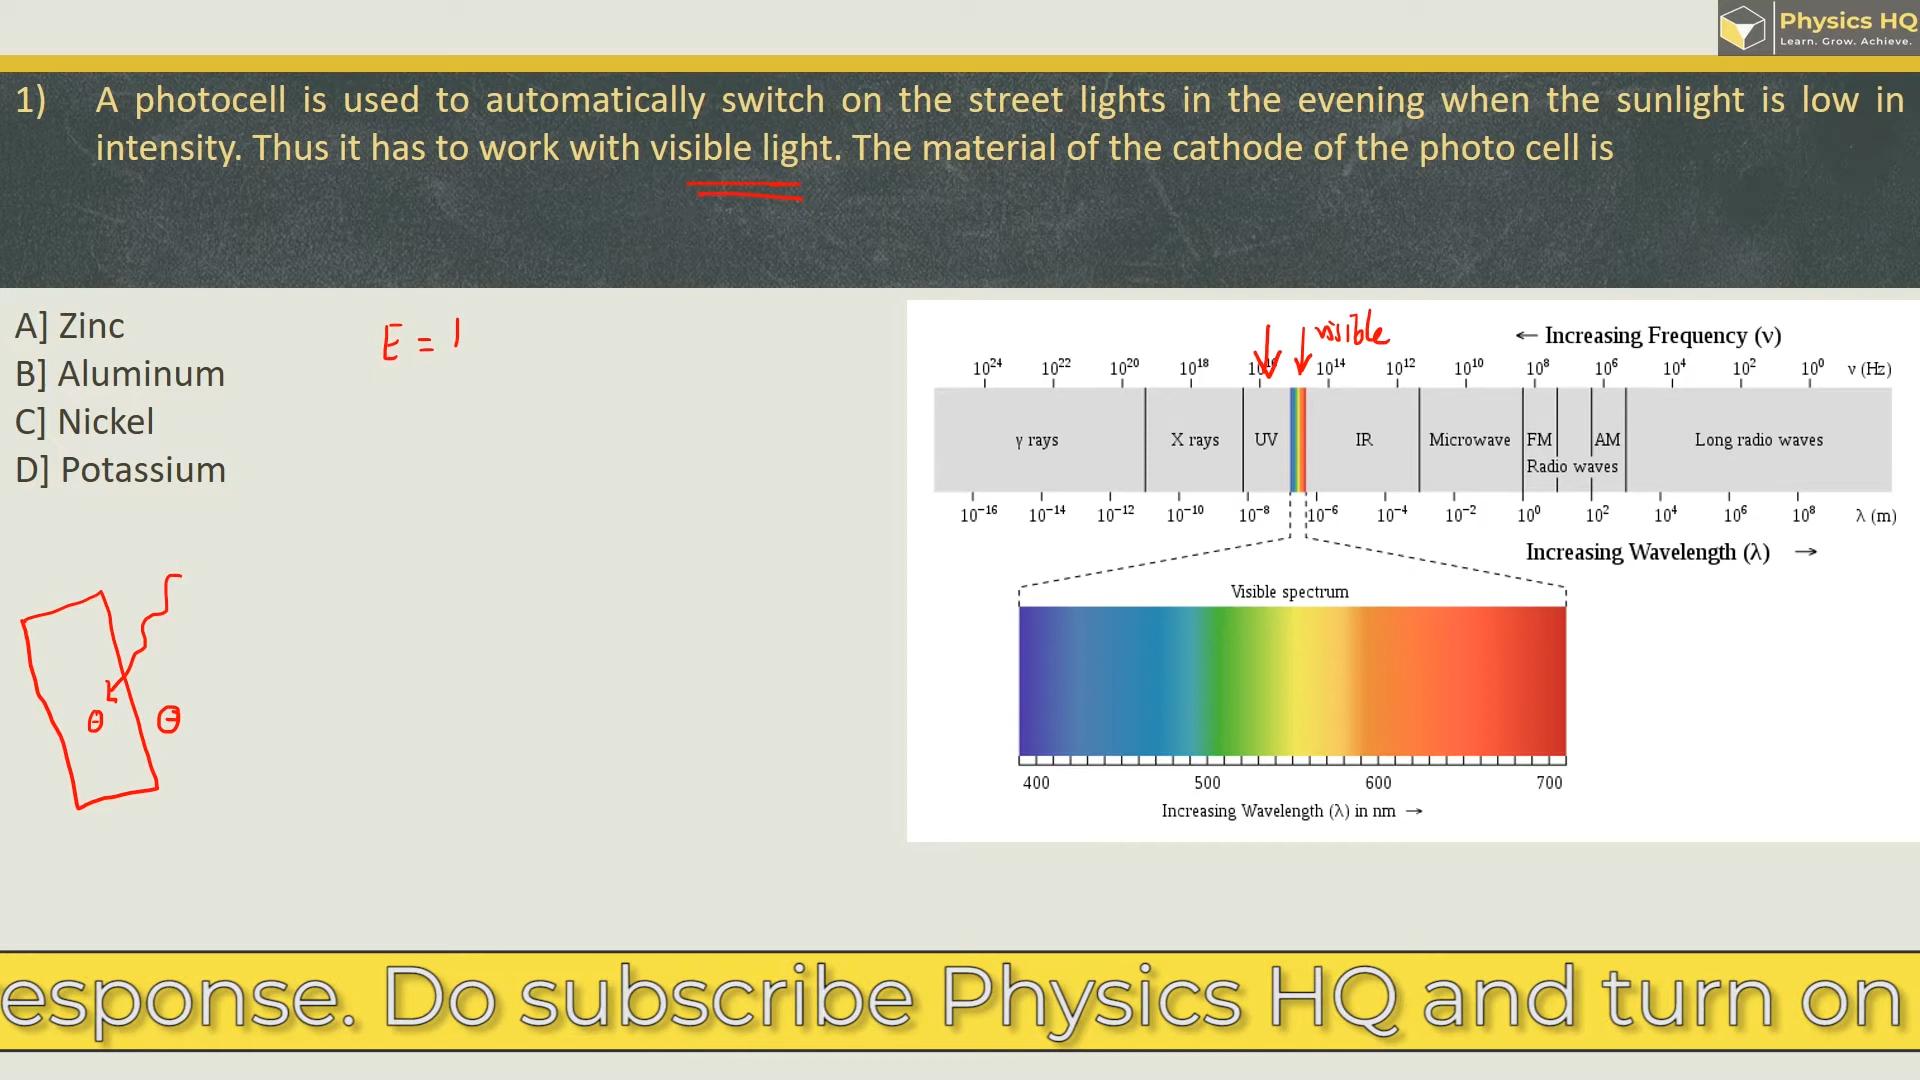 Physics HQ
Learn. Grow. Achieve.
1) A photocell is used to automatically switch on the street lights in the evening when the sunlight is low in
intensity. Thus it has to work with visible light. The material of the cathode of the photo cell is
A] Zinc
B] Aluminum
C] Nickel
D] Potassium
E = 1
visible
← Increasing Frequency (ν)
10²⁴ 10²² 10²⁰ 10¹⁸ 10¹⁶ 10¹⁴ 10¹² 10¹⁰ 10⁸ 10⁶ 10⁴ 10² 10⁰ ν (Hz)
γ rays X rays UV IR Microwave FM AM Long radio waves
Radio waves
10⁻¹⁶ 10⁻¹⁴ 10⁻¹² 10⁻¹⁰ 10⁻⁸ 10⁻⁶ 10⁻⁴ 10⁻² 10⁰ 10² 10⁴ 10⁶ 10⁸ λ (m)
Increasing Wavelength (λ) →
Visible spectrum
400 500 600 700
Increasing Wavelength (λ) in nm →
θ θ
esponse. Do subscribe Physics HQ and turn on